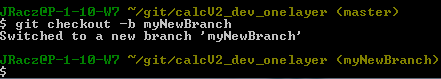 JRacz@P-1-10-W7 ~/git/calcV2_dev_onelayer (master)
$ git checkout -b myNewBranch
Switched to a new branch 'myNewBranch'
JRacz@P-1-10-W7 ~/git/calcV2_dev_onelayer (myNewBranch)
$